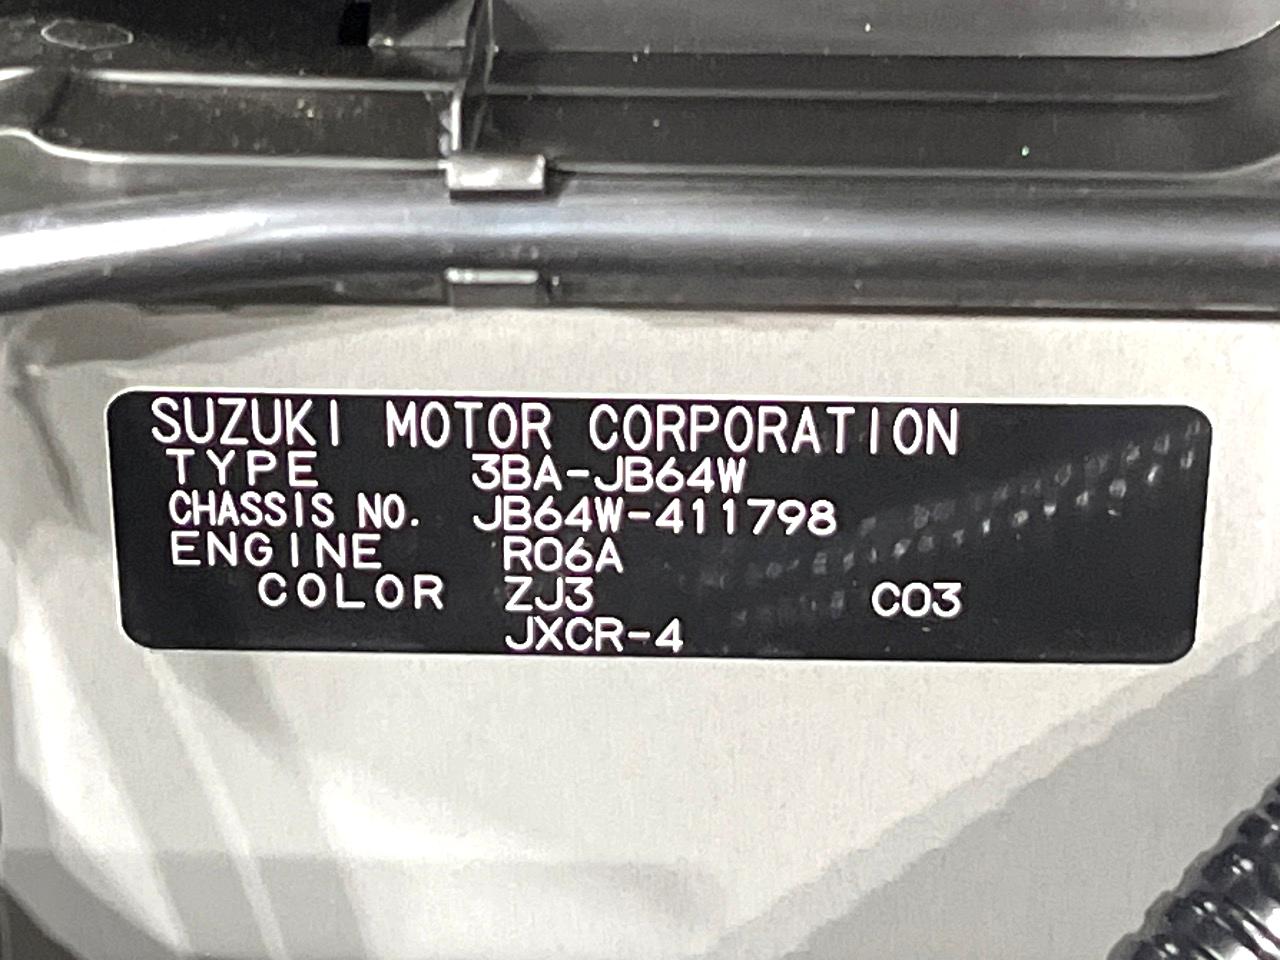 SUZUKI MOTOR CORPORATION
TYPE 3BA-JB64W
CHASSIS NO. JB64W-411798
ENGINE R06A
COLOR ZJ3 C03
JXCR-4